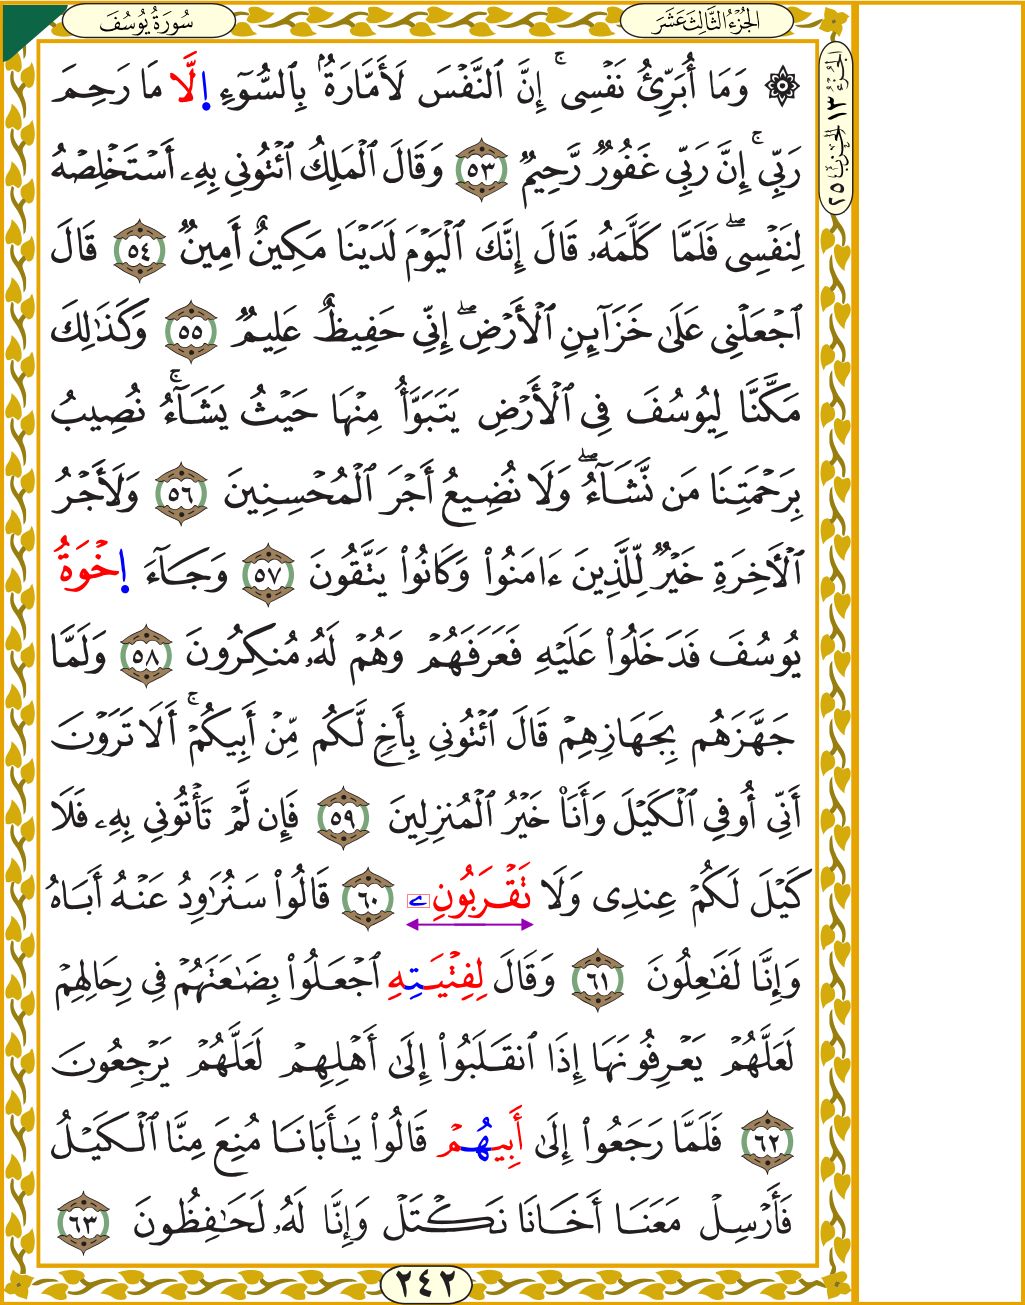 سُورَةُ يُوسُفَ
الجُزْءُ الثَّالِثَ عَشَرَ
الجُزْءُ ١٣ الحِزْبُ ٢٥
۞ وَمَا أُبَرِّئُ نَفْسِي ۚ إِنَّ ٱلنَّفْسَ لَأَمَّارَةُۢ بِٱلسُّوٓءِ إِلَّا مَا رَحِمَ
رَبِّي ۚ إِنَّ رَبِّي غَفُورٌ رَّحِيمٌ ٥٣ وَقَالَ ٱلْمَلِكُ ٱئْتُونِي بِهِۦ أَسْتَخْلِصْهُ
لِنَفْسِي ۖ فَلَمَّا كَلَّمَهُۥ قَالَ إِنَّكَ ٱلْيَوْمَ لَدَيْنَا مَكِينٌ أَمِينٌ ٥٤ قَالَ
ٱجْعَلْنِي عَلَىٰ خَزَآئِنِ ٱلْأَرْضِ ۖ إِنِّي حَفِيظٌ عَلِيمٌ ٥٥ وَكَذَٰلِكَ
مَكَّنَّا لِيُوسُفَ فِي ٱلْأَرْضِ يَتَبَوَّأُ مِنْهَا حَيْثُ يَشَآءُ ۚ نُصِيبُ
بِرَحْمَتِنَا مَن نَّشَآءُ ۖ وَلَا نُضِيعُ أَجْرَ ٱلْمُحْسِنِينَ ٥٦ وَلَأَجْرُ
ٱلْأَخِرَةِ خَيْرٌ لِّلَّذِينَ ءَامَنُوا۟ وَكَانُوا۟ يَتَّقُونَ ٥٧ وَجَآءَ إِخْوَةُ
يُوسُفَ فَدَخَلُوا۟ عَلَيْهِ فَعَرَفَهُمْ وَهُمْ لَهُۥ مُنكِرُونَ ٥٨ وَلَمَّا
جَهَّزَهُم بِجَهَازِهِمْ قَالَ ٱئْتُونِي بِأَخٍ لَّكُم مِّنْ أَبِيكُمْ ۚ أَلَا تَرَوْنَ
أَنِّي أُوفِي ٱلْكَيْلَ وَأَنَا۠ خَيْرُ ٱلْمُنزِلِينَ ٥٩ فَإِن لَّمْ تَأْتُونِي بِهِۦ فَلَا
كَيْلَ لَكُمْ عِندِي وَلَا تَقْرَبُونِۦ ٦٠ قَالُوا۟ سَنُرَٰوِدُ عَنْهُ أَبَاهُ
وَإِنَّا لَفَٰعِلُونَ ٦١ وَقَالَ لِفِتْيَتِهِ ٱجْعَلُوا۟ بِضَٰعَتَهُمْ فِي رِحَالِهِمْ
لَعَلَّهُمْ يَعْرِفُونَهَا إِذَا ٱنقَلَبُوا۟ إِلَىٰ أَهْلِهِمْ لَعَلَّهُمْ يَرْجِعُونَ
٦٢ فَلَمَّا رَجَعُوا۟ إِلَىٰ أَبِيهُمْ قَالُوا۟ يَٰأَبَانَا مُنِعَ مِنَّا ٱلْكَيْلُ
فَأَرْسِلْ مَعَنَا أَخَانَا نَكْتَلْ وَإِنَّا لَهُۥ لَحَٰفِظُونَ ٦٣
٢٤٢